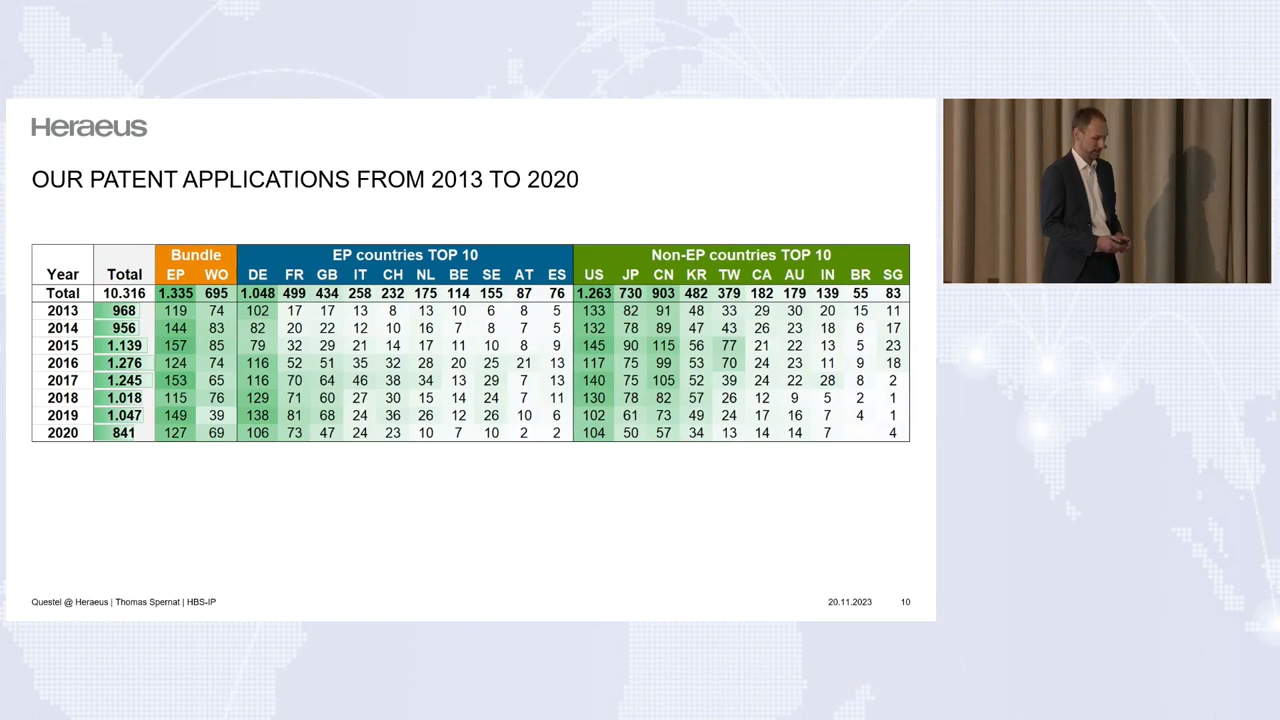 Heraeus
OUR PATENT APPLICATIONS FROM 2013 TO 2020
Bundle EP countries TOP 10 Non-EP countries TOP 10
Year Total EP WO DE FR GB IT CH NL BE SE AT ES US JP CN KR TW CA AU IN BR SG
Total 10.316 1.335 695 1.048 499 434 258 232 175 114 155 87 76 1.263 730 903 482 379 182 179 139 55 83
2013 968 119 74 102 17 17 13 8 13 10 6 8 5 133 82 91 48 33 29 30 20 15 11
2014 956 144 83 82 20 22 12 10 16 7 8 7 5 132 78 89 47 43 26 23 18 6 17
2015 1.139 157 85 79 32 29 21 14 17 11 10 8 9 145 90 115 56 77 21 22 13 5 23
2016 1.276 124 74 116 52 51 35 32 28 20 25 21 13 117 75 99 53 70 24 23 11 9 18
2017 1.245 153 65 116 70 64 46 38 34 13 29 7 13 140 75 105 52 39 24 22 28 8 2
2018 1.018 115 76 129 71 60 27 30 15 14 24 7 11 130 78 82 57 26 12 9 5 2 1
2019 1.047 149 39 138 81 68 24 36 26 12 26 10 6 102 61 73 49 24 17 16 7 4 1
2020 841 127 69 106 73 47 24 23 10 7 10 2 2 104 50 57 34 13 14 14 7 4
Questel @ Heraeus | Thomas Spernat | HBS-IP 20.11.2023 10